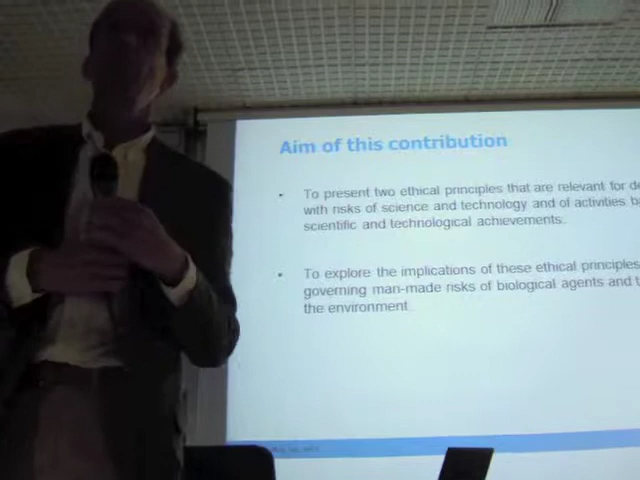 Aim of this contribution
• To present two ethical principles that are relevant for de
with risks of science and technology and of activities ba
scientific and technological achievements.
• To explore the implications of these ethical principles
governing man-made risks of biological agents and t
the environment.